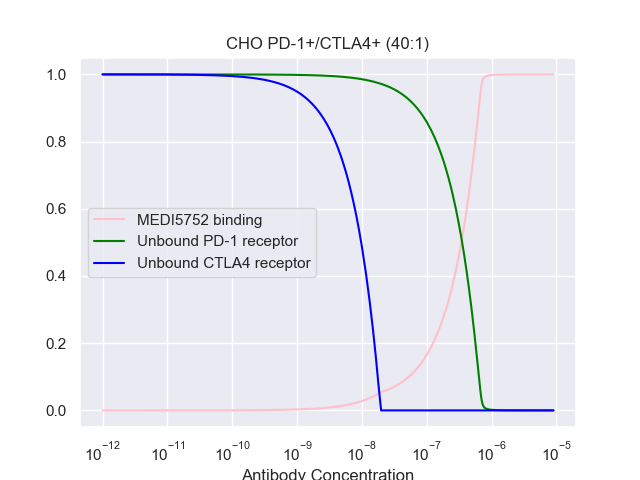 CHO PD-1+/CTLA4+ (40:1)
1.0
0.8
0.6
0.4
0.2
0.0
MEDI5752 binding
Unbound PD-1 receptor
Unbound CTLA4 receptor
10⁻¹² 10⁻¹¹ 10⁻¹⁰ 10⁻⁹ 10⁻⁸ 10⁻⁷ 10⁻⁶ 10⁻⁵
Antibody Concentration